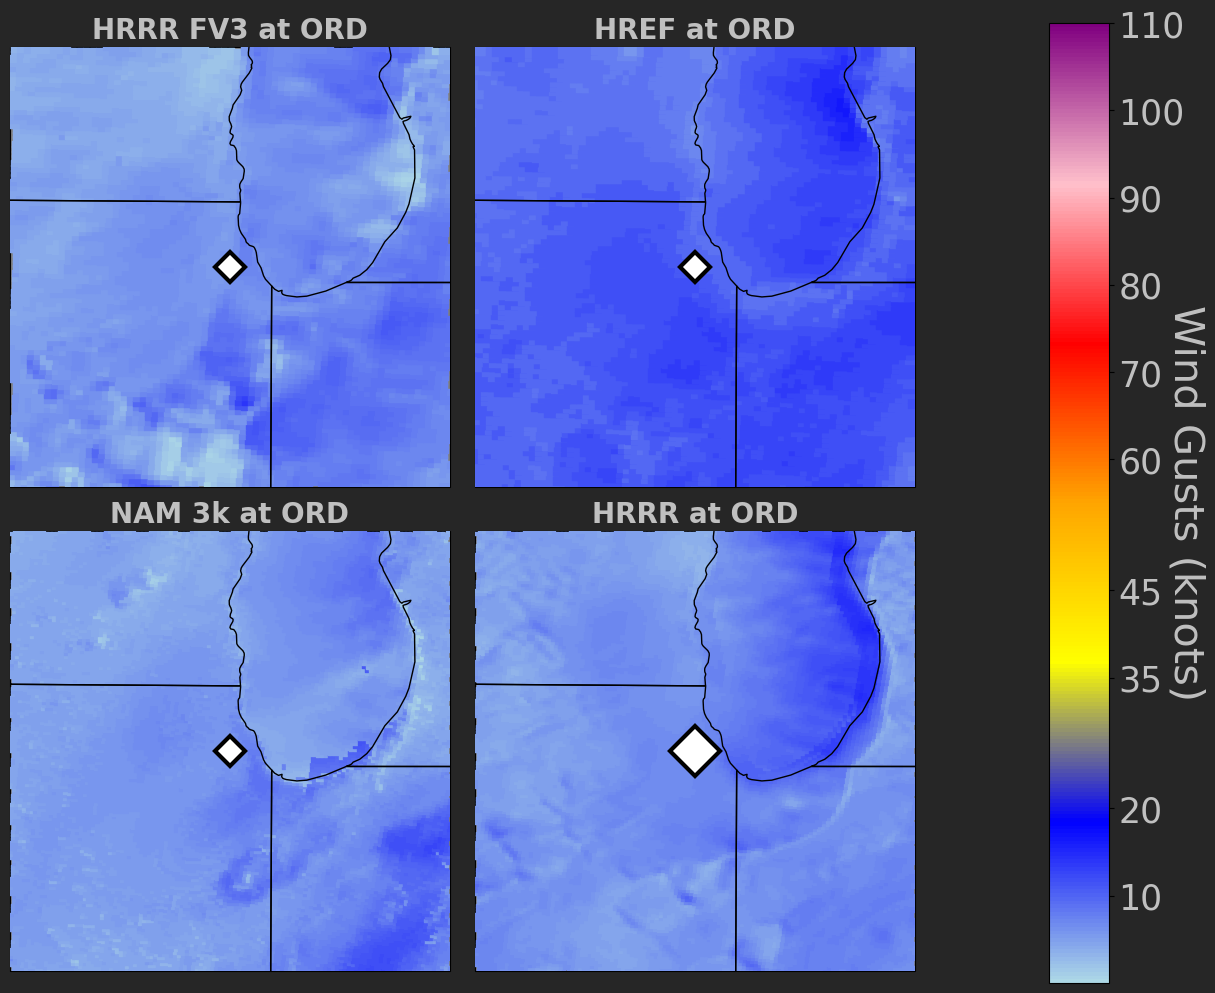 HRRR FV3 at ORD
HREF at ORD
NAM 3k at ORD
HRRR at ORD
110
100
90
80
70
60
45
35
20
10
Wind Gusts (knots)